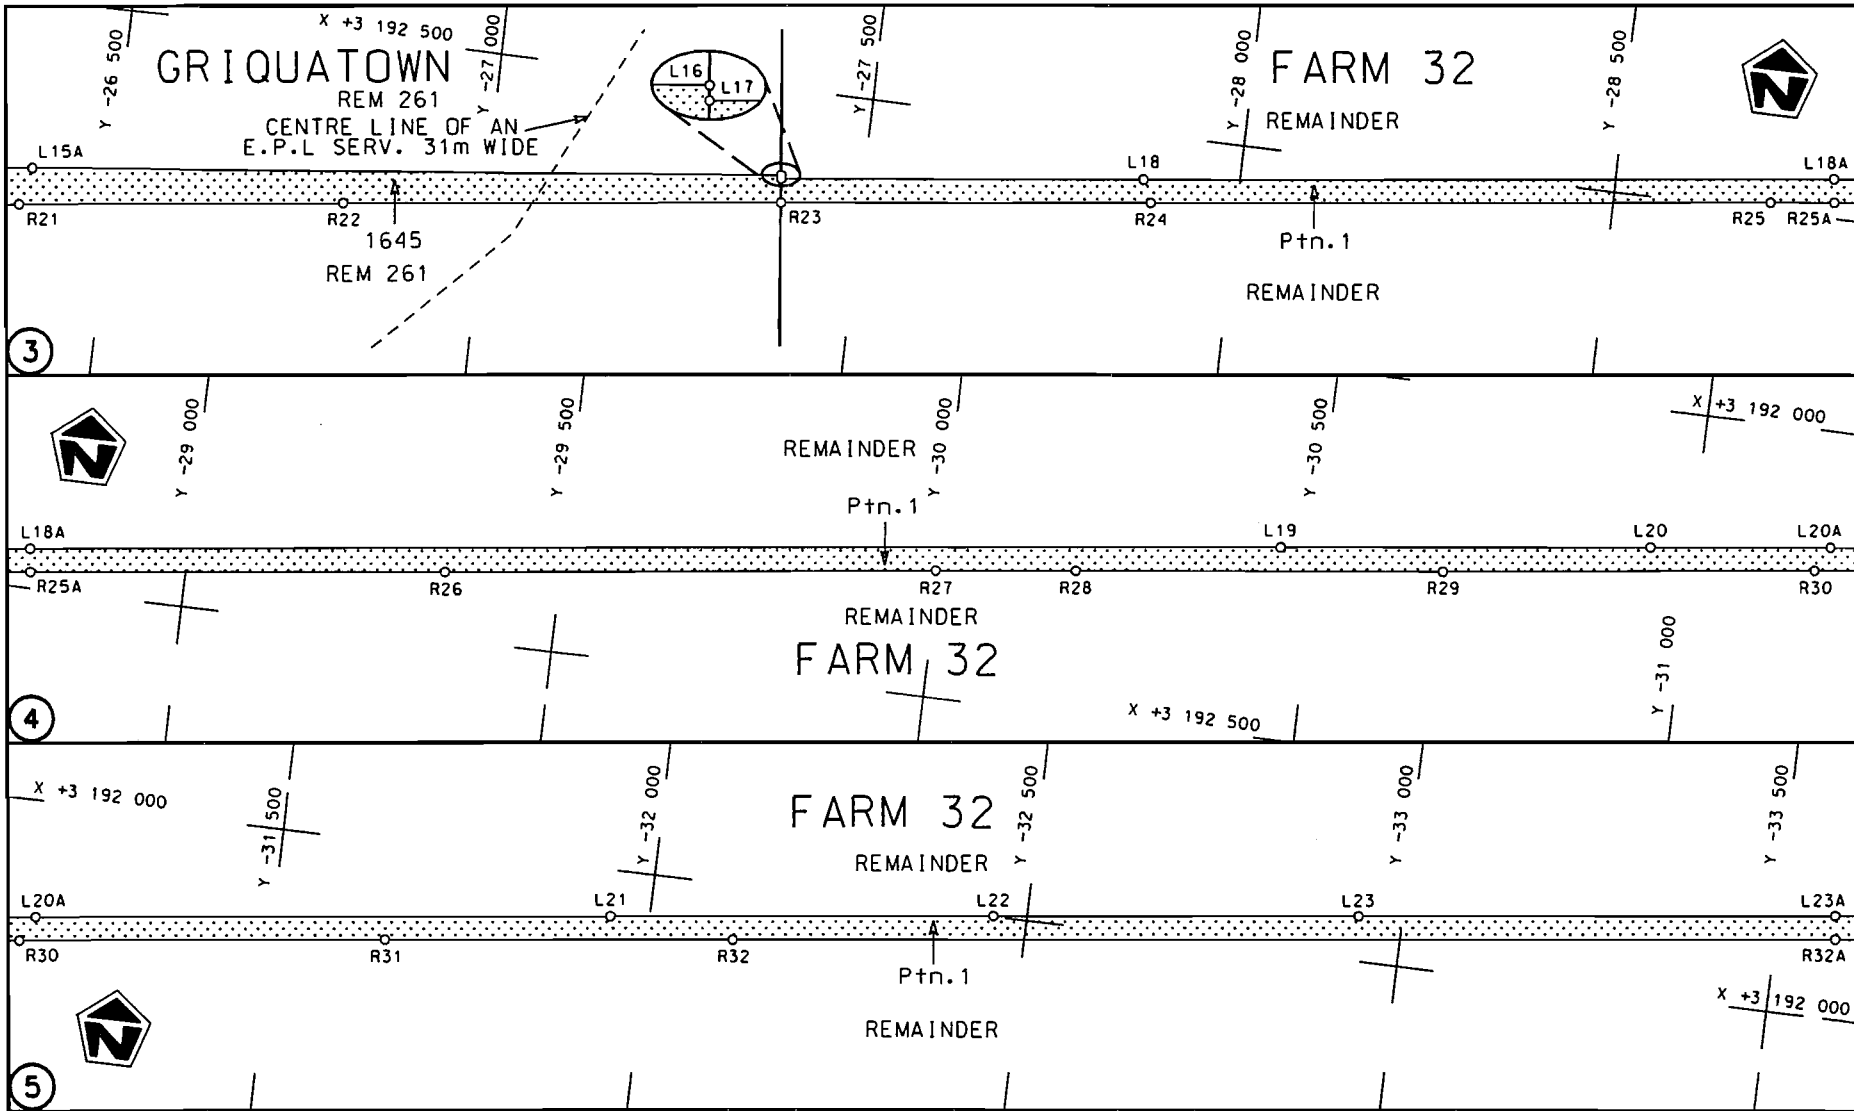 X +3 192 500
Y -26 500
Y -27 000
Y -27 500
Y -28 000
Y -28 500
GRIQUATOWN
REM 261
CENTRE LINE OF AN
E.P.L SERV. 31m WIDE
L16
L17
FARM 32
REMAINDER
N
L15A
L18
L18A
R21
R22
R23
R24
R25
R25A
1645
REM 261
Ptn.1
REMAINDER
3
N
Y -29 000
Y -29 500
Y -30 000
Y -30 500
X +3 192 000
REMAINDER
Ptn.1
L18A
L19
L20
L20A
R25A
R26
R27
R28
R29
R30
REMAINDER
FARM 32
Y -31 000
X +3 192 500
4
X +3 192 000
Y -31 500
Y -32 000
Y -32 500
Y -33 000
Y -33 500
FARM 32
REMAINDER
L20A
L21
L22
L23
L23A
R30
R31
R32
R32A
Ptn.1
X +3 192 000
N
REMAINDER
5